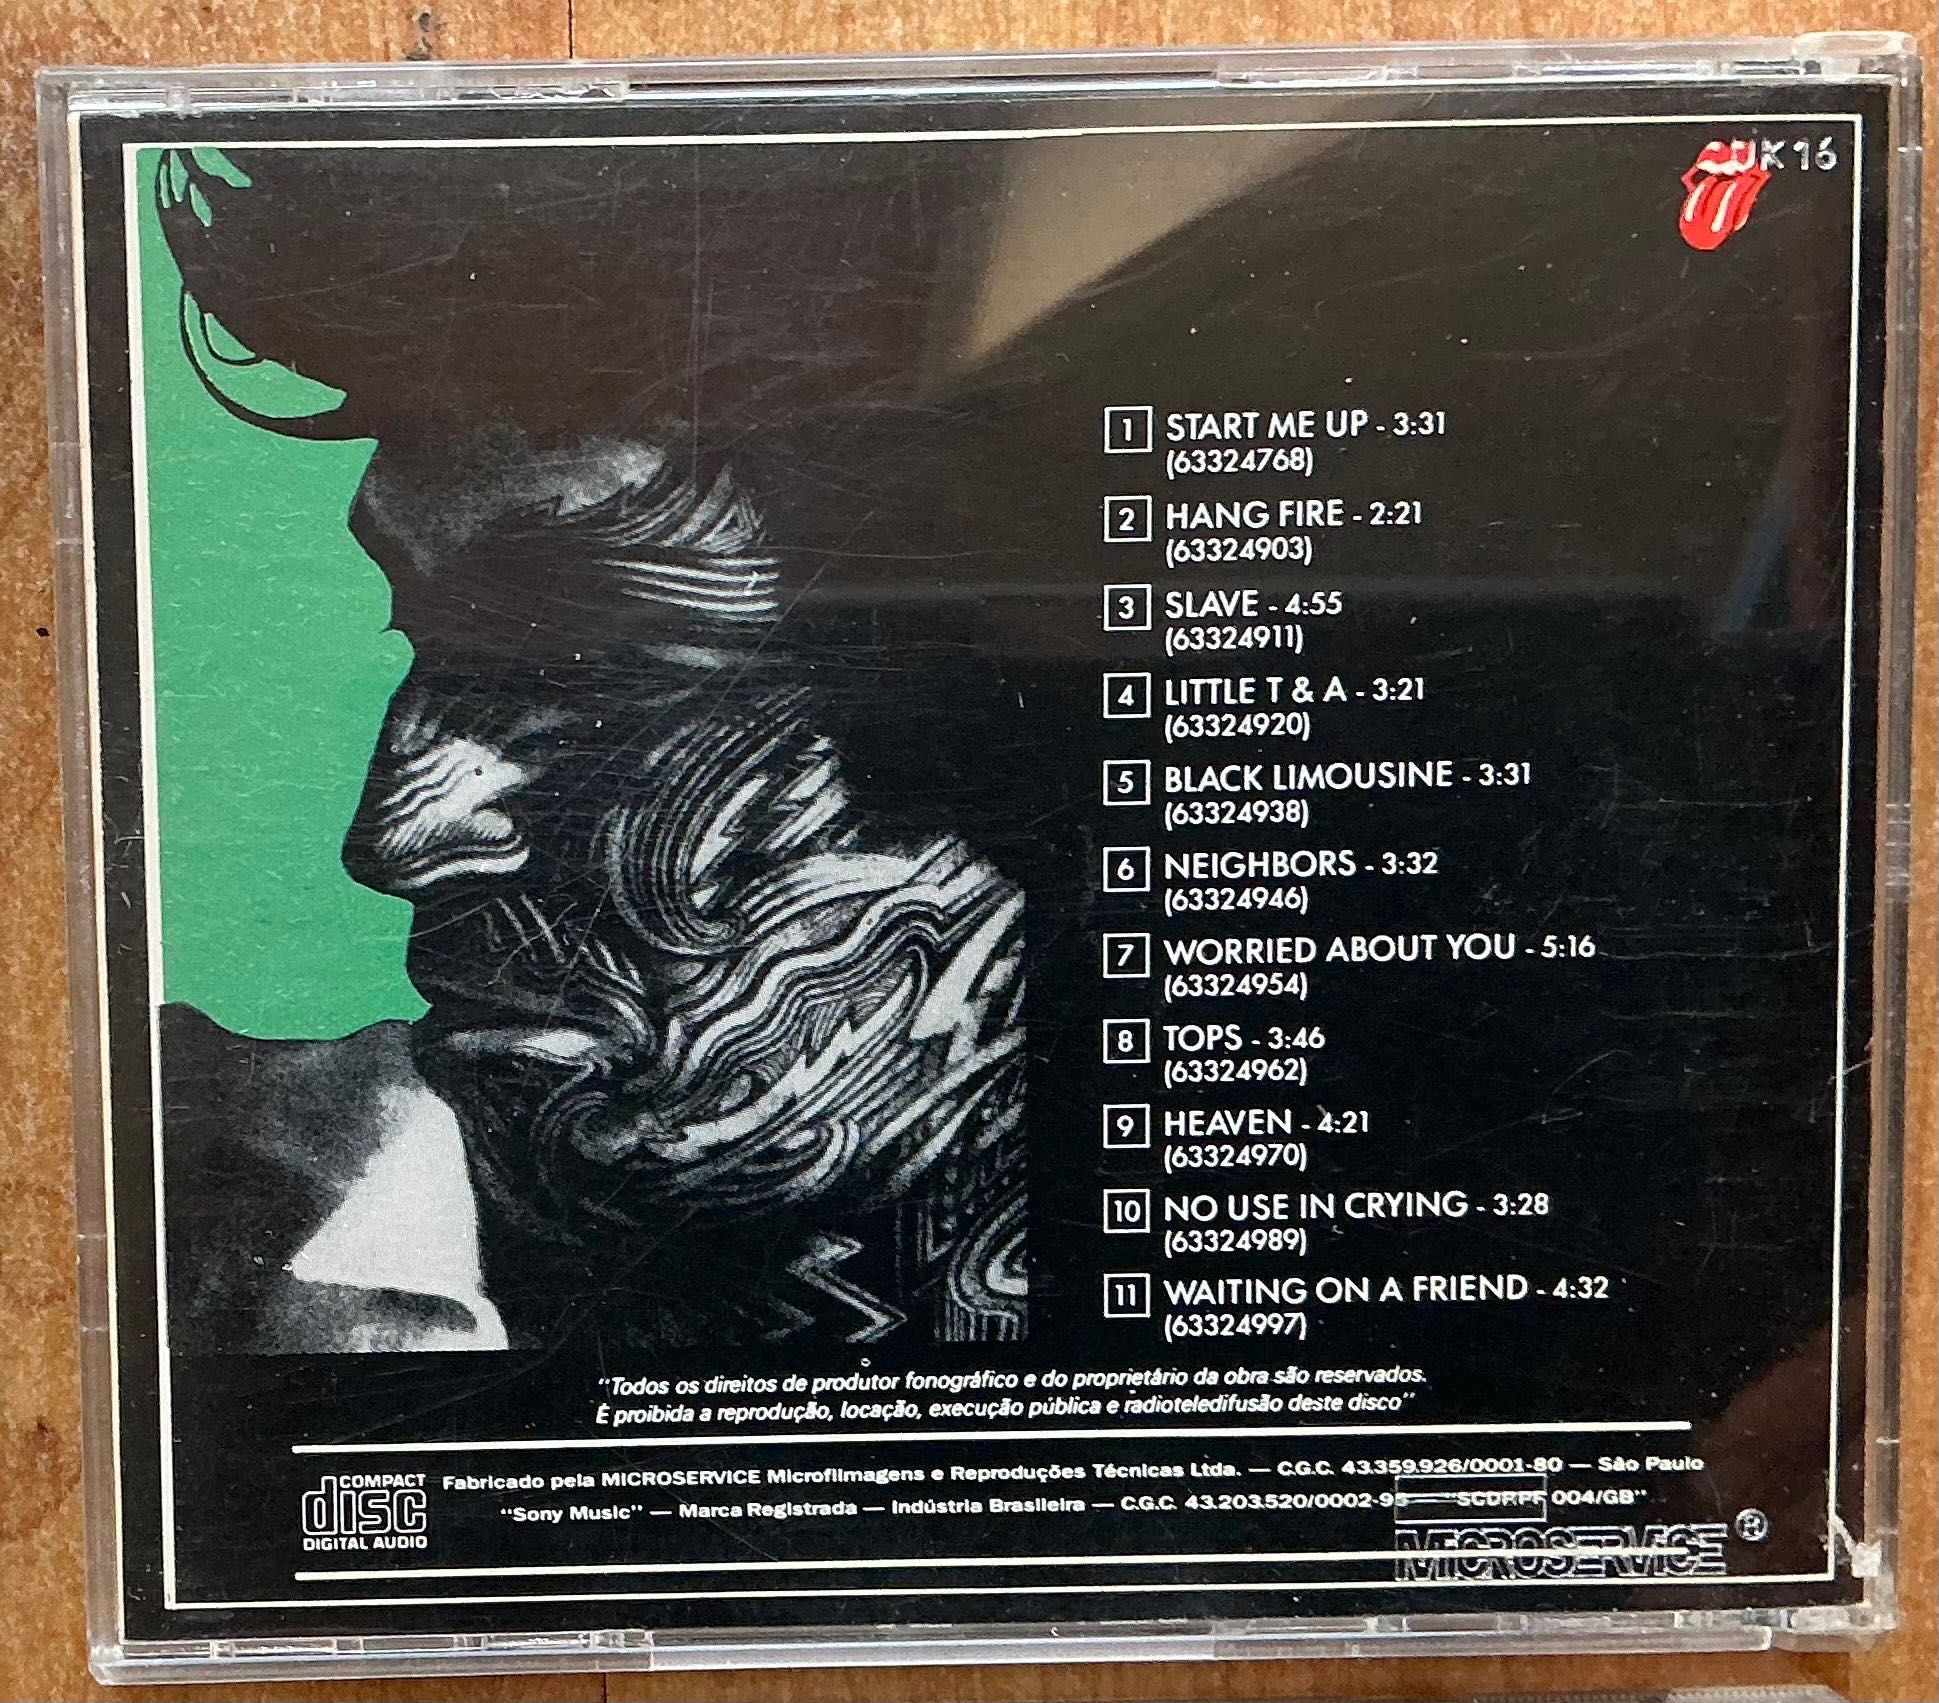 UK 16
1 START ME UP - 3:31
(63324768)
2 HANG FIRE - 2:21
(63324903)
3 SLAVE - 4:55
(63324911)
4 LITTLE T & A - 3:21
(63324920)
5 BLACK LIMOUSINE - 3:31
(63324938)
6 NEIGHBORS - 3:32
(63324946)
7 WORRIED ABOUT YOU - 5:16
(63324954)
8 TOPS - 3:46
(63324962)
9 HEAVEN - 4:21
(63324970)
10 NO USE IN CRYING - 3:28
(63324989)
11 WAITING ON A FRIEND - 4:32
(63324997)
"Todos os direitos de produtor fonográfico e do proprietário da obra são reservados.
É proibida a reprodução, locação, execução pública e radioteledifusão deste disco"
COMPACT
disc
DIGITAL AUDIO
Fabricado pela MICROSERVICE Microfilmagens e Reproduções Técnicas Ltda. — C.G.C. 43.359.926/0001-80 — São Paulo
"Sony Music" — Marca Registrada — Indústria Brasileira — C.G.C. 43.203.520/0002-95 — "SCDRPF 004/GB"
MICROSERVICE ®